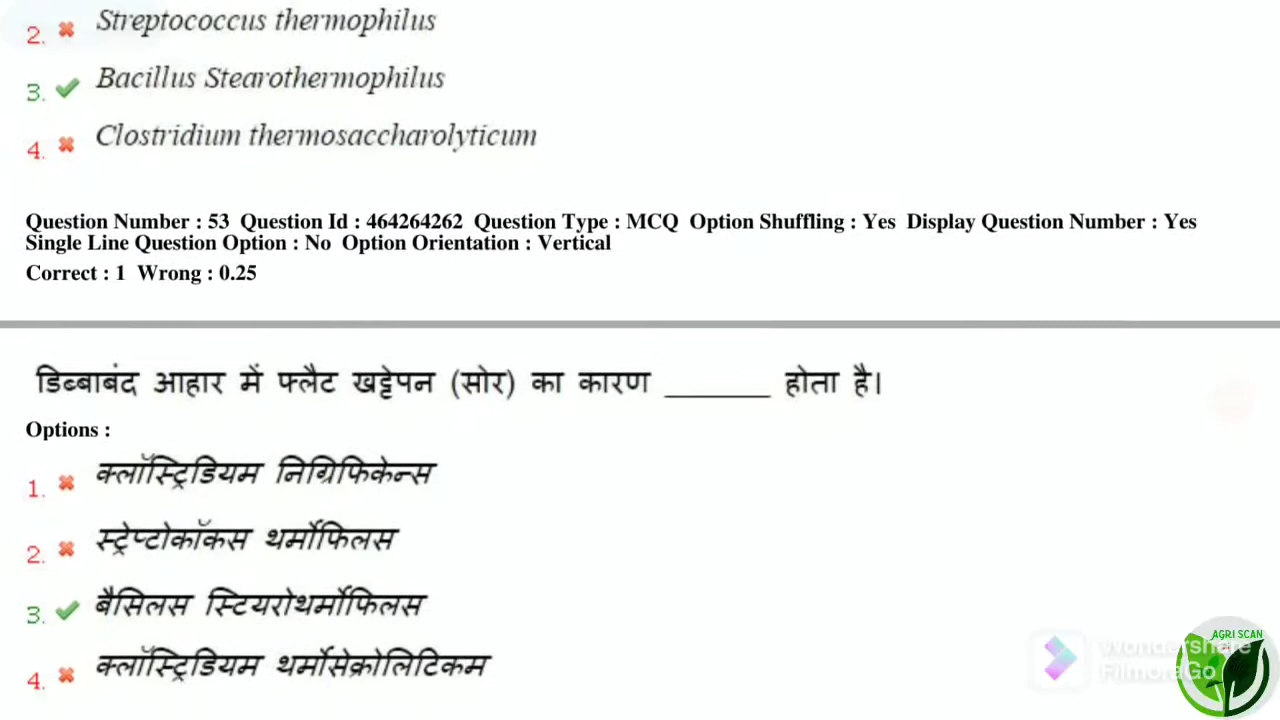 2. Streptococcus thermophilus
3. Bacillus Stearothermophilus
4. Clostridium thermosaccharolyticum
Question Number : 53 Question Id : 464264262 Question Type : MCQ Option Shuffling : Yes Display Question Number : Yes
Single Line Question Option : No Option Orientation : Vertical
Correct : 1 Wrong : 0.25
डिब्बाबंद आहार में फ्लैट खट्टेपन (सोर) का कारण _______ होता है।
Options :
1. क्लॉस्ट्रिडियम निग्रिफिकेन्स
2. स्ट्रेप्टोकॉकस थर्मोफिलस
3. बैसिलस स्टियरोथर्मोफिलस
4. क्लॉस्ट्रिडियम थर्मोसेक्रोलिटिकम
AGRI SCAN
Wondershare
FilmoraGo